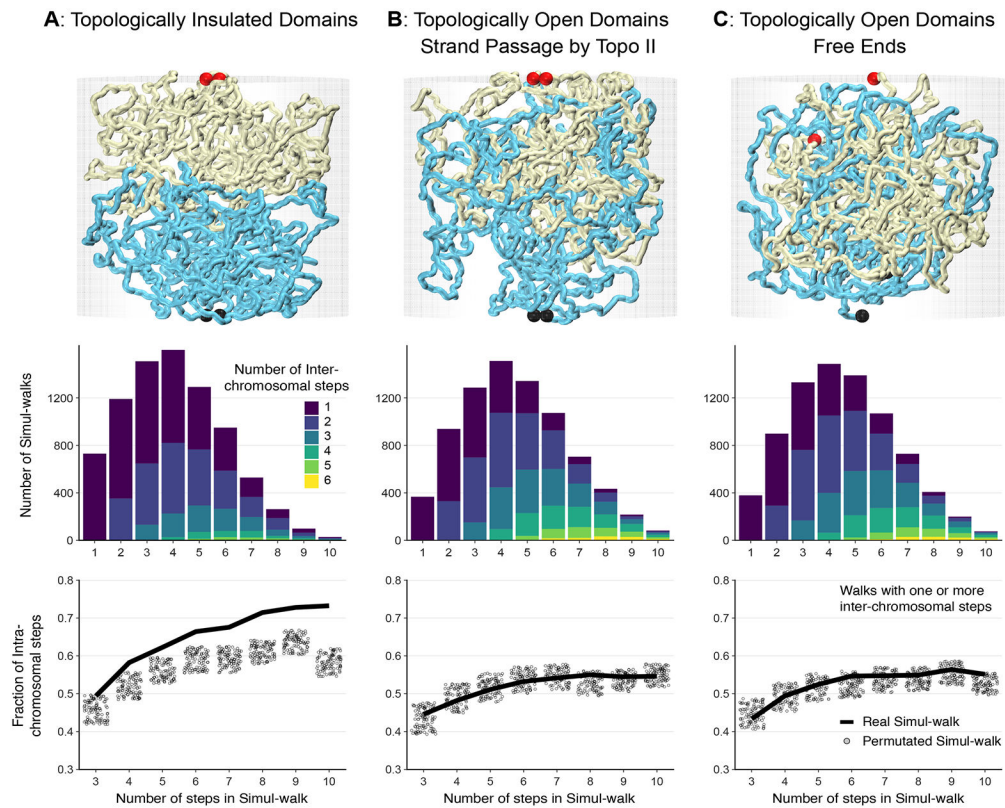 A: Topologically Insulated Domains
B: Topologically Open Domains
Strand Passage by Topo II
C: Topologically Open Domains
Free Ends
Number of Simul-walks
1200
800
400
0
1 2 3 4 5 6 7 8 9 10
Number of Inter-
chromosomal steps
1
2
3
4
5
6
1200
800
400
0
1 2 3 4 5 6 7 8 9 10
1200
800
400
0
1 2 3 4 5 6 7 8 9 10
Fraction of Intra-
chromosomal steps
0.8
0.7
0.6
0.5
0.4
0.3
3 4 5 6 7 8 9 10
Number of steps in Simul-walk
0.8
0.7
0.6
0.5
0.4
0.3
3 4 5 6 7 8 9 10
Number of steps in Simul-walk
0.8
0.7
0.6
0.5
0.4
0.3
Walks with one or more
inter-chromosomal steps
Real Simul-walk
Permutated Simul-walk
3 4 5 6 7 8 9 10
Number of steps in Simul-walk